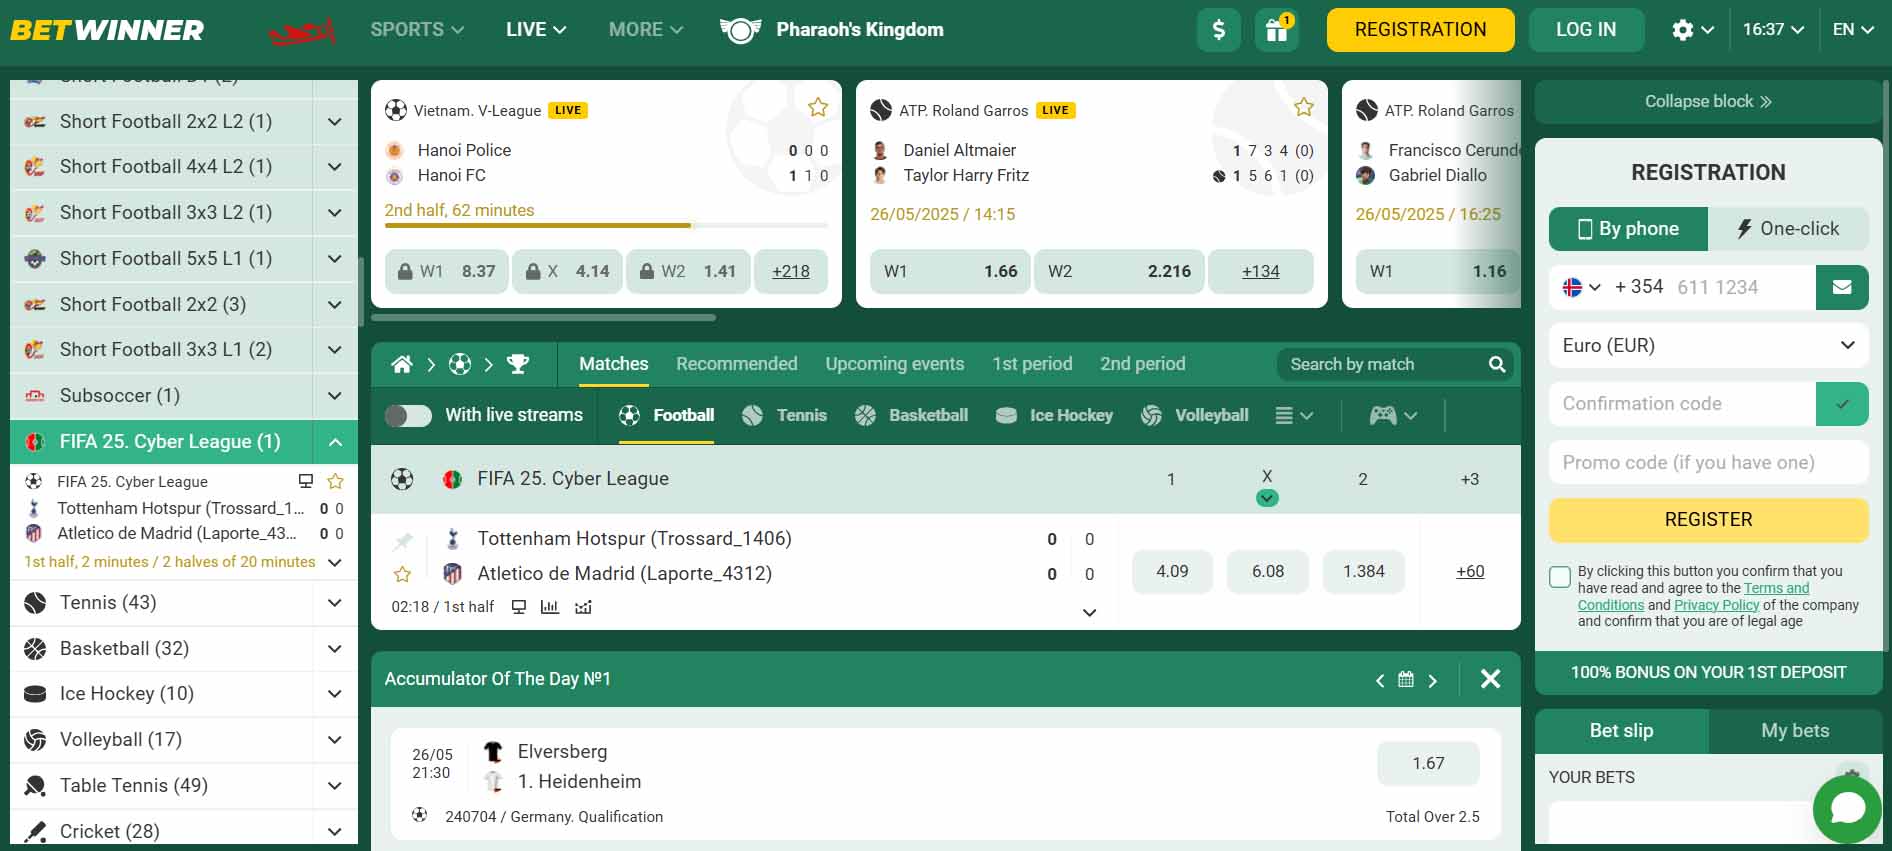 BETWINNER
SPORTS
LIVE
MORE
Pharaoh's Kingdom
$
1
REGISTRATION
LOG IN
16:37
EN
Short Football 2x2 L2 (1)
Short Football 4x4 L2 (1)
Short Football 3x3 L2 (1)
Short Football 5x5 L1 (1)
Short Football 2x2 (3)
Short Football 3x3 L1 (2)
Subsoccer (1)
FIFA 25. Cyber League (1)
FIFA 25. Cyber League
Tottenham Hotspur (Trossard_1... 0 0
Atletico de Madrid (Laporte_43... 0 0
1st half, 2 minutes / 2 halves of 20 minutes
Tennis (43)
Basketball (32)
Ice Hockey (10)
Volleyball (17)
Table Tennis (49)
Cricket (28)
Vietnam. V-League LIVE
Hanoi Police 0 0 0
Hanoi FC 1 1 0
2nd half, 62 minutes
W1 8.37 X 4.14 W2 1.41 +218
ATP. Roland Garros LIVE
Daniel Altmaier 1 7 3 4 (0)
Taylor Harry Fritz 1 5 6 1 (0)
26/05/2025 / 14:15
W1 1.66 W2 2.216 +134
ATP. Roland Garros
Francisco Cerund
Gabriel Diallo
26/05/2025 / 16:25
W1 1.16
Matches Recommended Upcoming events 1st period 2nd period Search by match
With live streams Football Tennis Basketball Ice Hockey Volleyball
FIFA 25. Cyber League 1 X 2 +3
Tottenham Hotspur (Trossard_1406) 0 0
Atletico de Madrid (Laporte_4312) 0 0
4.09 6.08 1.384 +60
02:18 / 1st half
Accumulator Of The Day №1
26/05
21:30
Elversberg
1. Heidenheim
1.67
240704 / Germany. Qualification Total Over 2.5
Collapse block
REGISTRATION
By phone One-click
+ 354 611 1234
Euro (EUR)
Confirmation code
Promo code (if you have one)
REGISTER
By clicking this button you confirm that you
have read and agree to the Terms and
Conditions and Privacy Policy of the company
and confirm that you are of legal age
100% BONUS ON YOUR 1ST DEPOSIT
Bet slip My bets
YOUR BETS